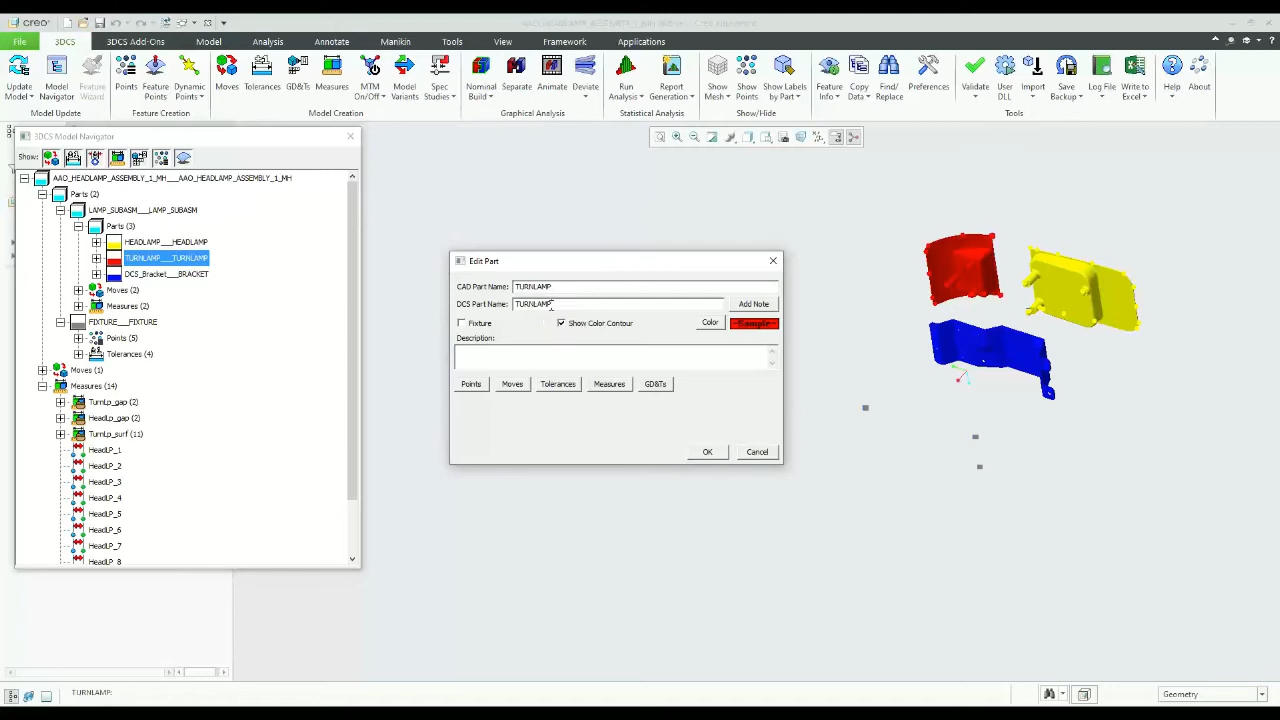 creo
File 3DCS 3DCS Add-Ons Model Analysis Annotate Manikin Tools View Framework Applications
Update Model Model Navigator Feature Wizard Points Feature Points Dynamic Points Moves Tolerances GD&Ts Measures MTM On/Off Model Variants Spec Studies Nominal Build Separate Animate Deviate Run Analysis Report Generation Show Mesh Show Points Show Labels by Part Feature Info Copy Data Find/ Replace Preferences Validate User DLL Import Save Backup Log File Write to Excel Help About
Model Update Feature Creation Model Creation Graphical Analysis Statistical Analysis Show/Hide Tools
3DCS Model Navigator
Show:
AAO_HEADLAMP_ASSEMBLY_1_MH___AAO_HEADLAMP_ASSEMBLY_1_MH
Parts (2)
LAMP_SUBASM___LAMP_SUBASM
Parts (3)
HEADLAMP___HEADLAMP
TURNLAMP___TURNLAMP
DCS_Bracket___BRACKET
Moves (2)
Measures (2)
FIXTURE___FIXTURE
Points (5)
Tolerances (4)
Moves (1)
Measures (14)
TurnLp_gap (2)
HeadLp_gap (2)
TurnLp_surf (11)
HeadLP_1
HeadLP_2
HeadLP_3
HeadLP_4
HeadLP_5
HeadLP_6
HeadLP_7
HeadLP_8
Edit Part
CAD Part Name: TURNLAMP
DCS Part Name: TURNLAMP Add Note
Fixture Show Color Contour Color Sample
Description:
Points Moves Tolerances Measures GD&Ts
OK Cancel
TURNLAMP:
Geometry